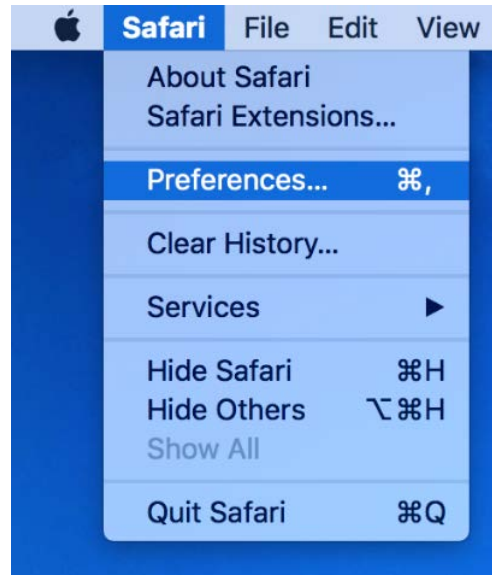 Safari File Edit View
About Safari
Safari Extensions...
Preferences... ⌘,
Clear History...
Services ▶
Hide Safari ⌘H
Hide Others ⌥⌘H
Show All
Quit Safari ⌘Q